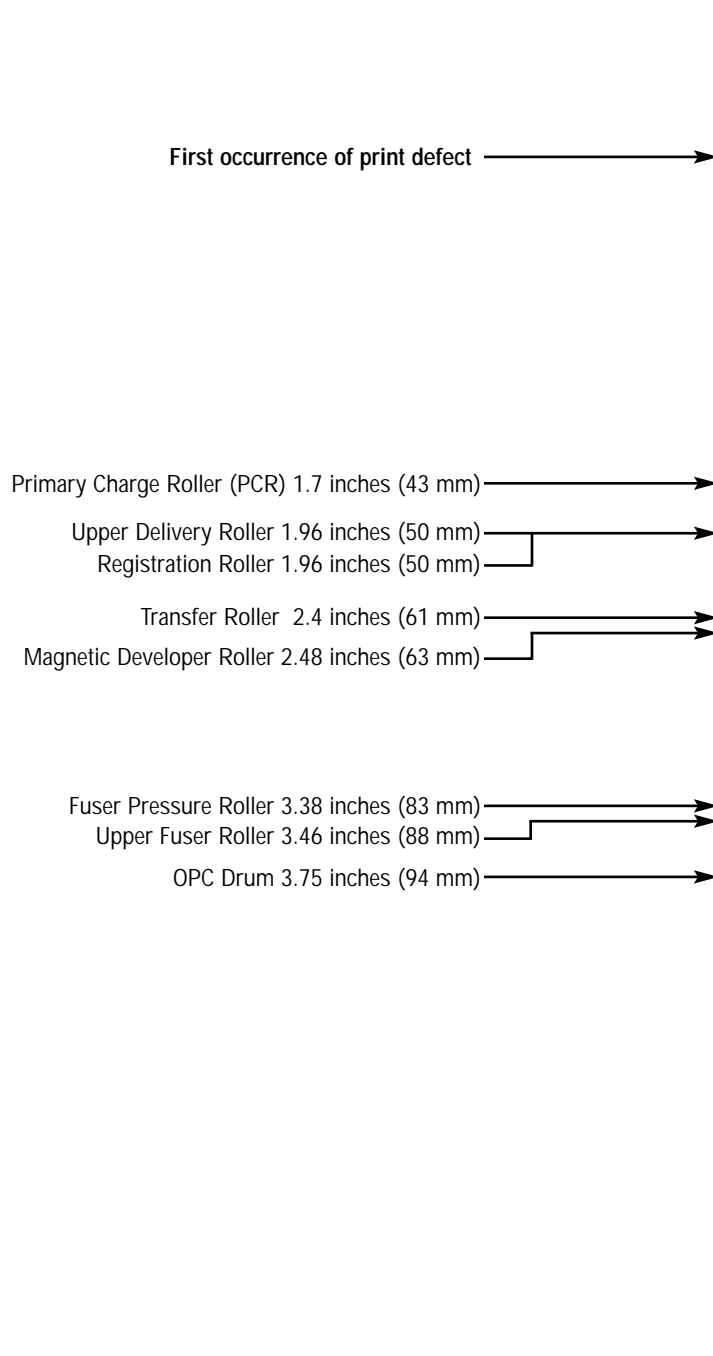 First occurrence of print defect
Primary Charge Roller (PCR) 1.7 inches (43 mm)
Upper Delivery Roller 1.96 inches (50 mm)
Registration Roller 1.96 inches (50 mm)
Transfer Roller  2.4 inches (61 mm)
Magnetic Developer Roller 2.48 inches (63 mm)
Fuser Pressure Roller 3.38 inches (83 mm)
Upper Fuser Roller 3.46 inches (88 mm)
OPC Drum 3.75 inches (94 mm)